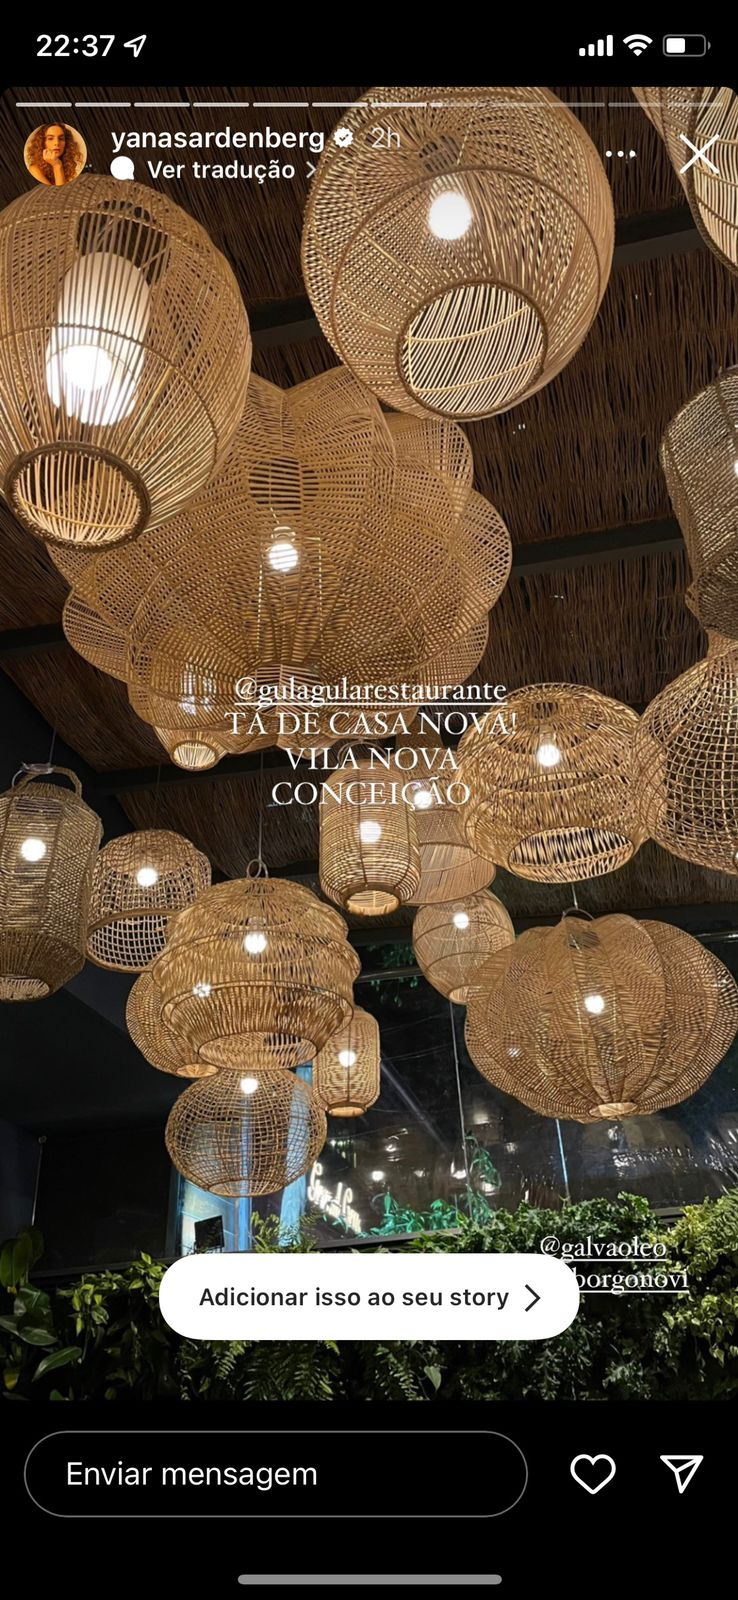 22:37
yanasardenberg 2h
Ver tradução
@gulagularestaurante
TÁ DE CASA NOVA!
VILA NOVA
CONCEIÇÃO
@galvaoleo
borgonovi
Adicionar isso ao seu story
Enviar mensagem